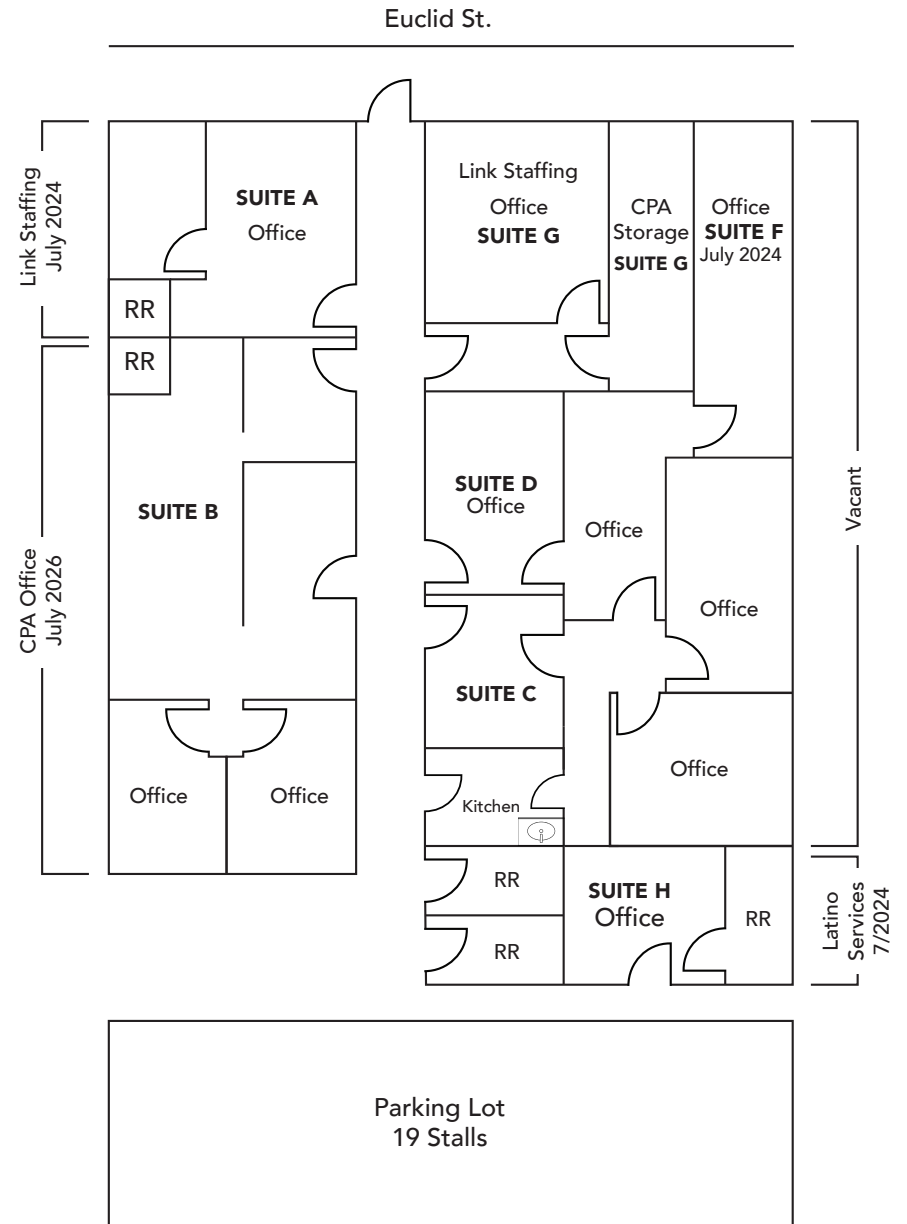 Euclid St.
Link Staffing
July 2024
SUITE A
Office
RR
RR
CPA Office
July 2026
SUITE B
Office
Office
Link Staffing
Office
SUITE G
CPA
Storage
SUITE G
Office
SUITE F
July 2024
SUITE D
Office
Office
Office
SUITE C
Office
Kitchen
RR
RR
SUITE H
Office
RR
Vacant
Latino
Services
7/2024
Parking Lot
19 Stalls